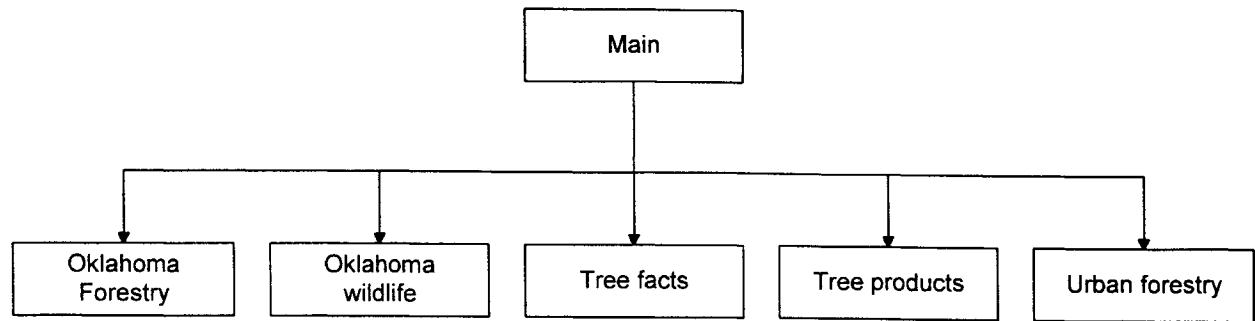 Main
Oklahoma
Forestry
Oklahoma
wildlife
Tree facts
Tree products
Urban forestry